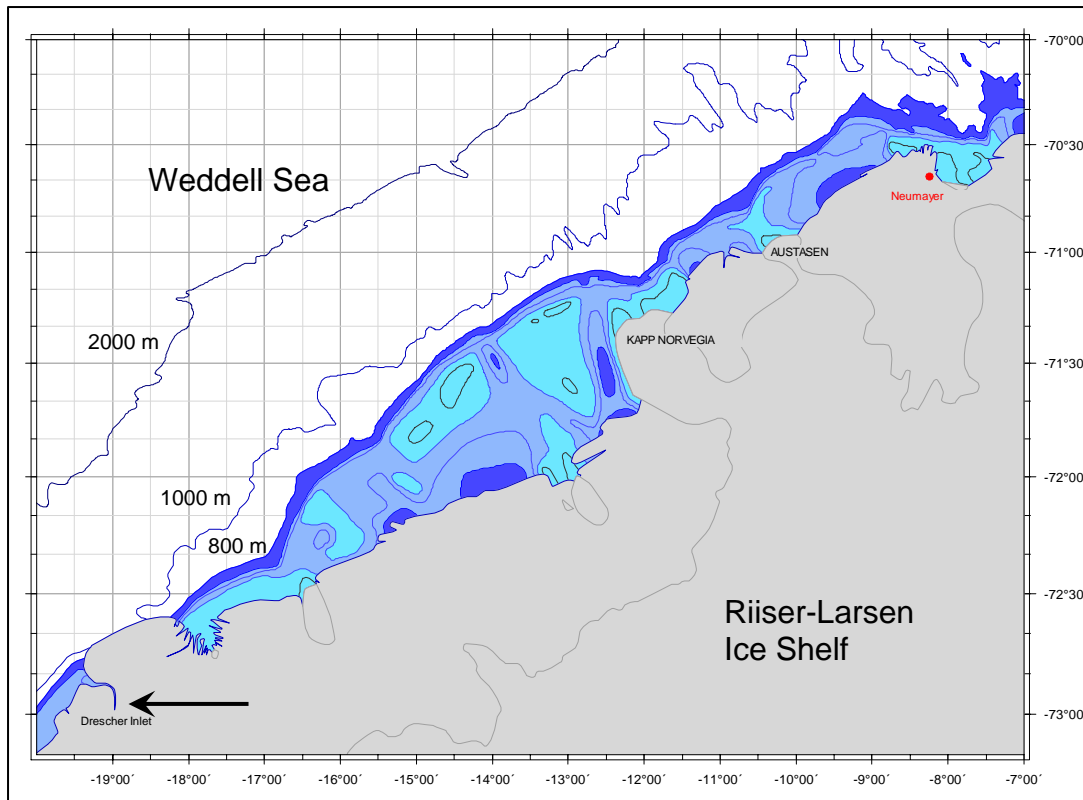 -70°00
Weddell Sea
-70°30
Neumayer
-71°00
AUSTASEN
2000 m
KAPP NORVEGIA
-71°30
1000 m
-72°00
800 m
-72°30
Riiser-Larsen
Ice Shelf
-73°00
Drescher Inlet
-19°00´ -18°00´ -17°00´ -16°00´ -15°00´ -14°00´ -13°00´ -12°00´ -11°00´ -10°00´ -9°00´ -8°00´ -7°00´